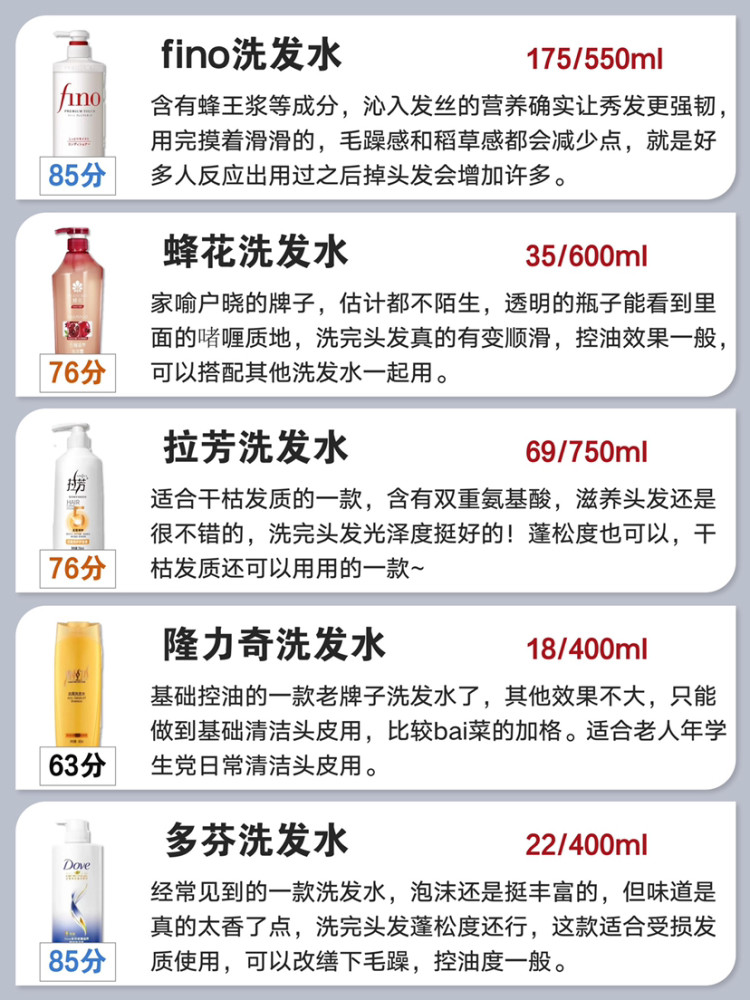 fino洗发水
175/550ml
fino
85分
含有蜂王浆等成分，沁入发丝的营养确实让秀发更强韧，
用完摸着滑滑的，毛躁感和稻草感都会减少点，就是好
多人反应出用过之后掉头发会增加许多。
蜂花洗发水
35/600ml
76分
家喻户晓的牌子，估计都不陌生，透明的瓶子能看到里
面的啫喱质地，洗完头发真的有变顺滑，控油效果一般，
可以搭配其他洗发水一起用。
拉芳洗发水
69/750ml
拉芳
HAIR
5
76分
适合干枯发质的一款，含有双重氨基酸，滋养头发还是
很不错的，洗完头发光泽度挺好的！蓬松度也可以，干
枯发质还可以用用的一款~
隆力奇洗发水
18/400ml
63分
基础控油的一款老牌子洗发水了，其他效果不大，只能
做到基础清洁头皮用，比较bai菜的加格。适合老人年学
生党日常清洁头皮用。
多芬洗发水
22/400ml
Dove
85分
经常见到的一款洗发水，泡沫还是挺丰富的，但味道是
真的太香了点，洗完头发蓬松度还行，这款适合受损发
质使用，可以改缮下毛躁，控油度一般。